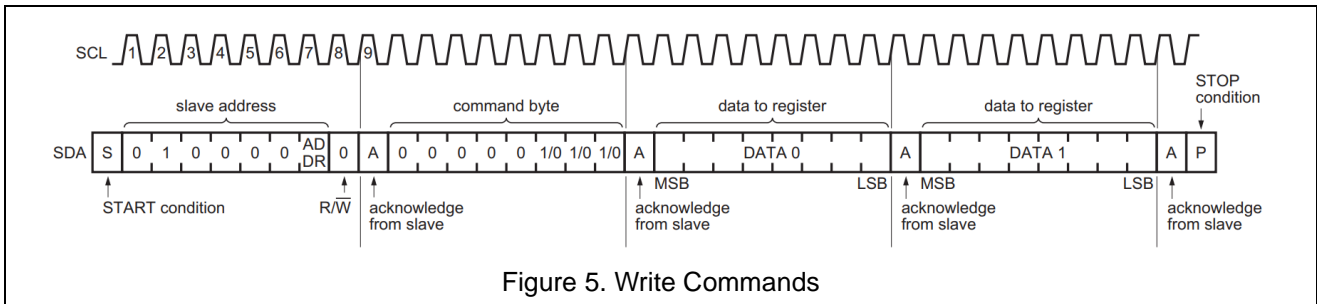 SCL 1 2 3 4 5 6 7 8 9
STOP
condition
slave address command byte data to register data to register
SDA S 0 1 0 0 0 0 AD DR 0 A 0 0 0 0 0 1/0 1/0 1/0 A DATA 0 A DATA 1 A P
MSB LSB MSB LSB
START condition R/W̅ acknowledge from slave acknowledge from slave acknowledge from slave acknowledge from slave
Figure 5. Write Commands